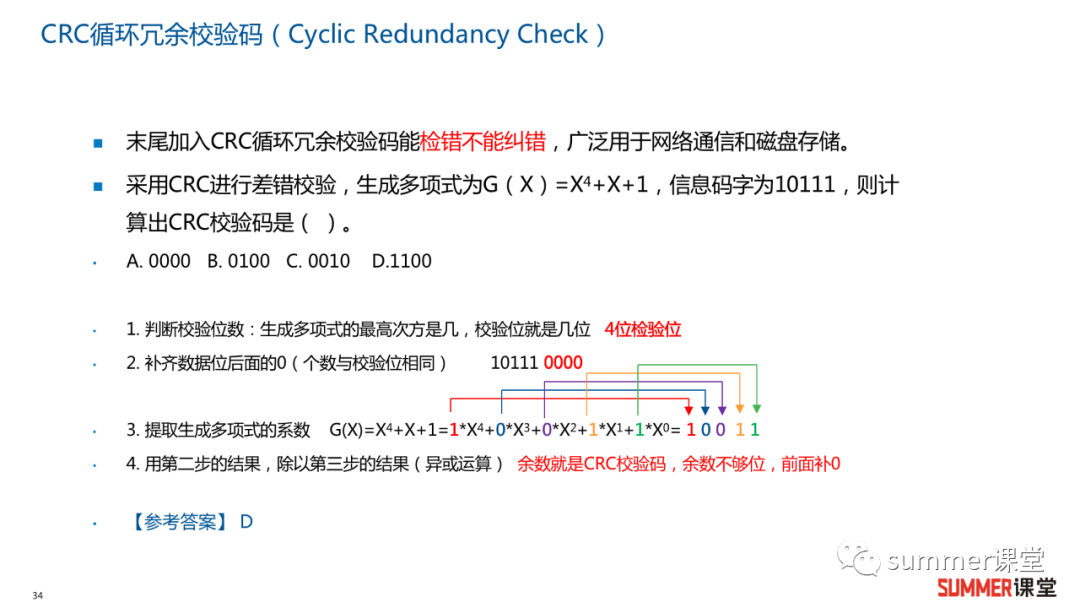 CRC循环冗余校验码（Cyclic Redundancy Check）
■ 末尾加入CRC循环冗余校验码能检错不能纠错，广泛用于网络通信和磁盘存储。
■ 采用CRC进行差错校验，生成多项式为G（X）=X⁴+X+1，信息码字为10111，则计
算出CRC校验码是（ ）。
• A. 0000 B. 0100 C. 0010 D.1100
• 1. 判断校验位数：生成多项式的最高次方是几，校验位就是几位 4位检验位
• 2. 补齐数据位后面的0（个数与校验位相同） 10111 0000
• 3. 提取生成多项式的系数 G(X)=X⁴+X+1=1*X⁴+0*X³+0*X²+1*X¹+1*X⁰= 1 0 0 1 1
• 4. 用第二步的结果，除以第三步的结果（异或运算） 余数就是CRC校验码，余数不够位，前面补0
• 【参考答案】 D
summer课堂
SUMMER课堂
34